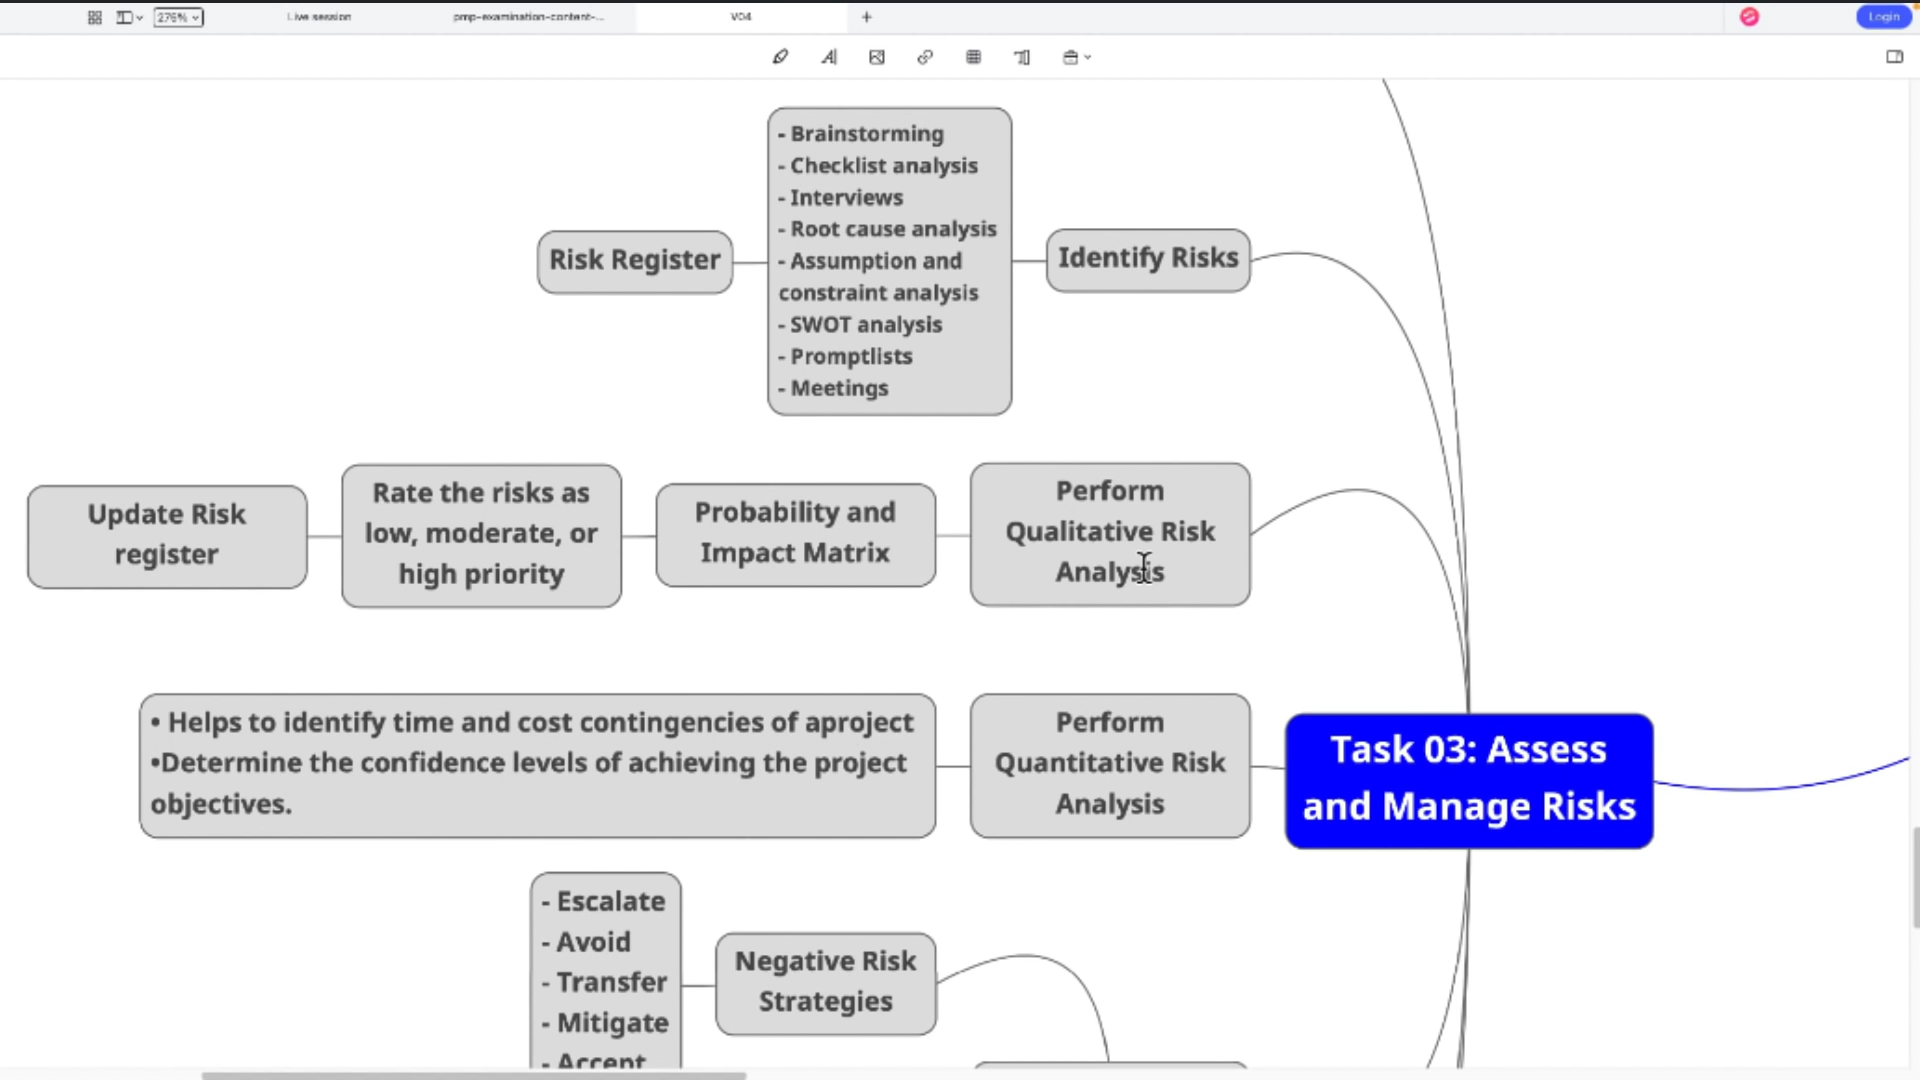 276%
Live session
pmp-examination-content-...
V04
Login
- Brainstorming
- Checklist analysis
- Interviews
- Root cause analysis
- Assumption and
constraint analysis
- SWOT analysis
- Promptlists
- Meetings
Risk Register
Identify Risks
Update Risk
register
Rate the risks as
low, moderate, or
high priority
Probability and
Impact Matrix
Perform
Qualitative Risk
Analysis
• Helps to identify time and cost contingencies of aproject
•Determine the confidence levels of achieving the project
objectives.
Perform
Quantitative Risk
Analysis
Task 03: Assess
and Manage Risks
- Escalate
- Avoid
- Transfer
- Mitigate
- Accept
Negative Risk
Strategies